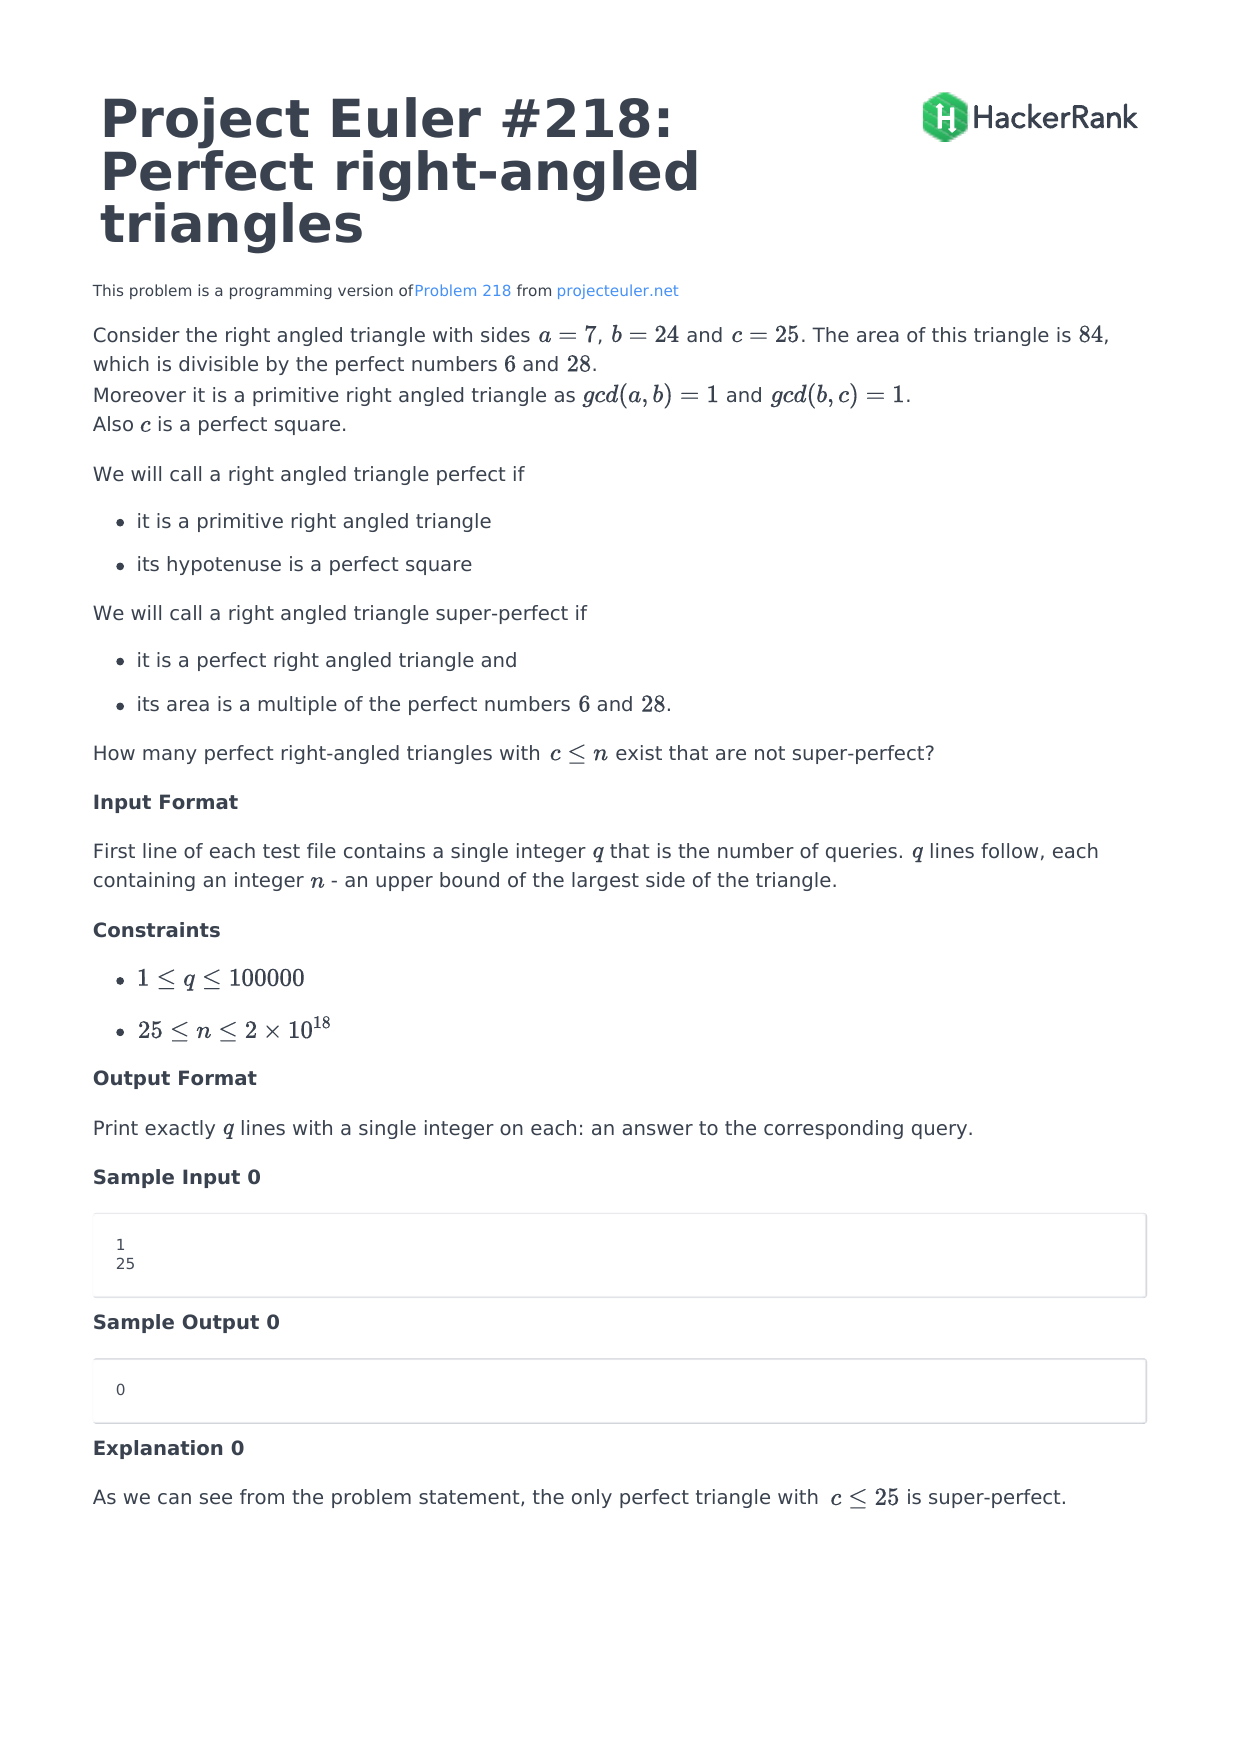 Project Euler #218:
Perfect right-angled
triangles
HackerRank
This problem is a programming version ofProblem 218 from projecteuler.net
Consider the right angled triangle with sides a = 7, b = 24 and c = 25. The area of this triangle is 84,
which is divisible by the perfect numbers 6 and 28.
Moreover it is a primitive right angled triangle as gcd(a, b) = 1 and gcd(b, c) = 1.
Also c is a perfect square.
We will call a right angled triangle perfect if
• it is a primitive right angled triangle
• its hypotenuse is a perfect square
We will call a right angled triangle super-perfect if
• it is a perfect right angled triangle and
• its area is a multiple of the perfect numbers 6 and 28.
How many perfect right-angled triangles with c ≤ n exist that are not super-perfect?
Input Format
First line of each test file contains a single integer q that is the number of queries. q lines follow, each
containing an integer n - an upper bound of the largest side of the triangle.
Constraints
• 1 ≤ q ≤ 100000
• 25 ≤ n ≤ 2 × 10^18
Output Format
Print exactly q lines with a single integer on each: an answer to the corresponding query.
Sample Input 0
1
25
Sample Output 0
0
Explanation 0
As we can see from the problem statement, the only perfect triangle with c ≤ 25 is super-perfect.